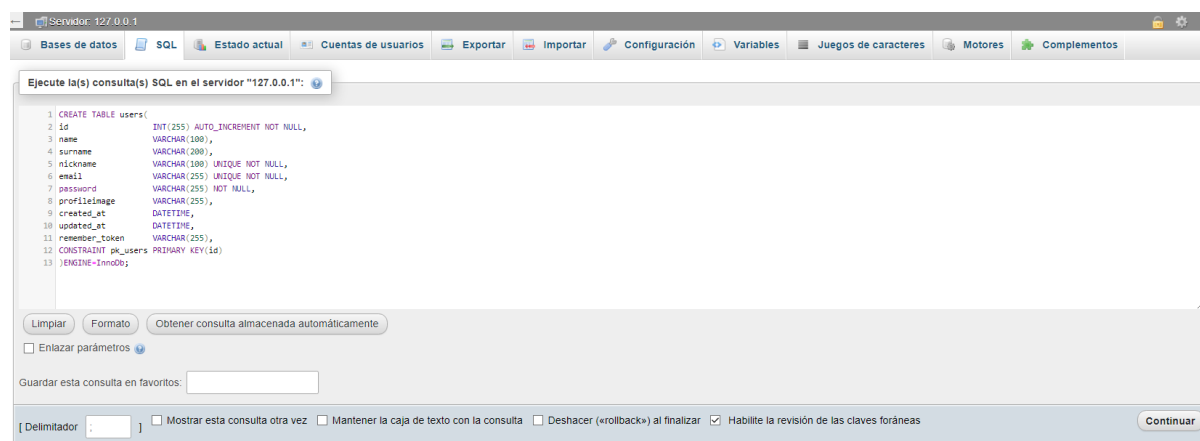 Servidor: 127.0.0.1
Bases de datos SQL Estado actual Cuentas de usuarios Exportar Importar Configuración Variables Juegos de caracteres Motores Complementos
Ejecute la(s) consulta(s) SQL en el servidor "127.0.0.1":
1 CREATE TABLE users(
2 id INT(255) AUTO_INCREMENT NOT NULL,
3 name VARCHAR(100),
4 surname VARCHAR(200),
5 nickname VARCHAR(100) UNIQUE NOT NULL,
6 email VARCHAR(255) UNIQUE NOT NULL,
7 password VARCHAR(255) NOT NULL,
8 profileimage VARCHAR(255),
9 created_at DATETIME,
10 updated_at DATETIME,
11 remember_token VARCHAR(255),
12 CONSTRAINT pk_users PRIMARY KEY(id)
13 )ENGINE=InnoDb;
Limpiar Formato Obtener consulta almacenada automáticamente
Enlazar parámetros
Guardar esta consulta en favoritos:
[ Delimitador ; ] Mostrar esta consulta otra vez Mantener la caja de texto con la consulta Deshacer («rollback») al finalizar Habilite la revisión de las claves foráneas Continuar